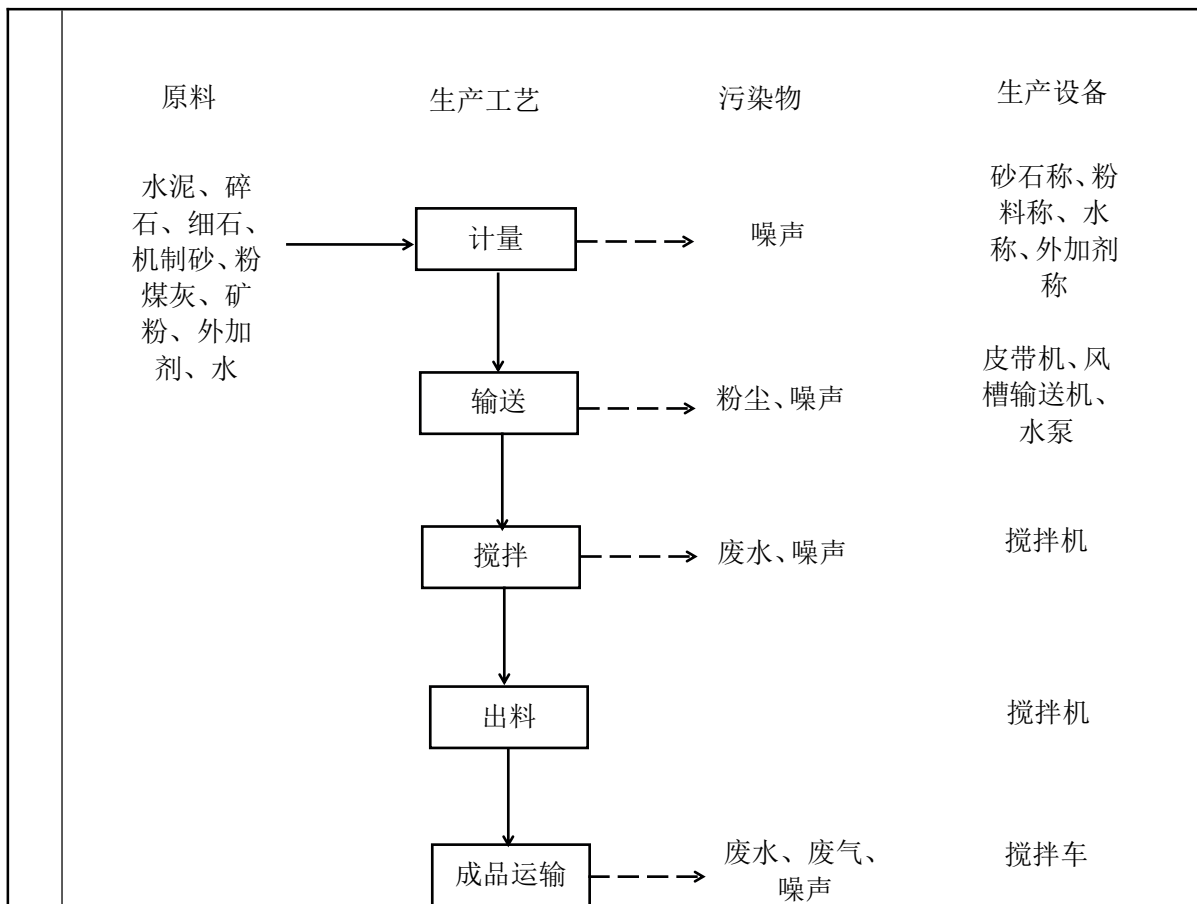 原料
生产工艺
污染物
生产设备
水泥、碎
石、细石、
机制砂、粉
煤灰、矿
粉、外加
剂、水
计量
噪声
砂石称、粉
料称、水
称、外加剂
称
输送
粉尘、噪声
皮带机、风
槽输送机、
水泵
搅拌
废水、噪声
搅拌机
出料
搅拌机
成品运输
废水、废气、
噪声
搅拌车